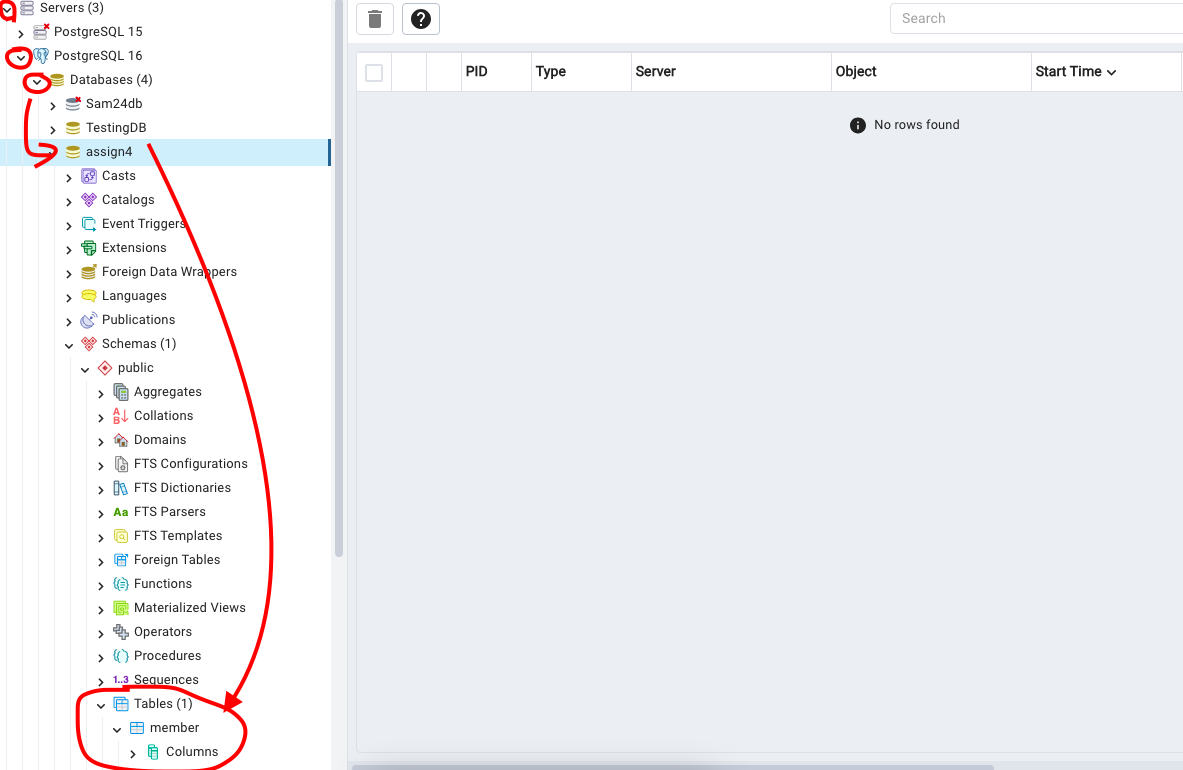 Servers (3)
PostgreSQL 15
PostgreSQL 16
Databases (4)
Sam24db
TestingDB
assign4
Casts
Catalogs
Event Triggers
Extensions
Foreign Data Wrappers
Languages
Publications
Schemas (1)
public
Aggregates
Collations
Domains
FTS Configurations
FTS Dictionaries
Aa FTS Parsers
FTS Templates
Foreign Tables
Functions
Materialized Views
Operators
Procedures
1..3 Sequences
Tables (1)
member
Columns
Search
PID Type Server Object Start Time
No rows found